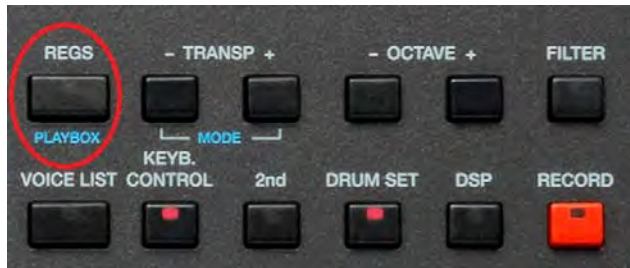 REGS - TRANSP + - OCTAVE + FILTER
PLAYBOX MODE
KEYB.
VOICE LIST CONTROL 2nd DRUM SET DSP RECORD